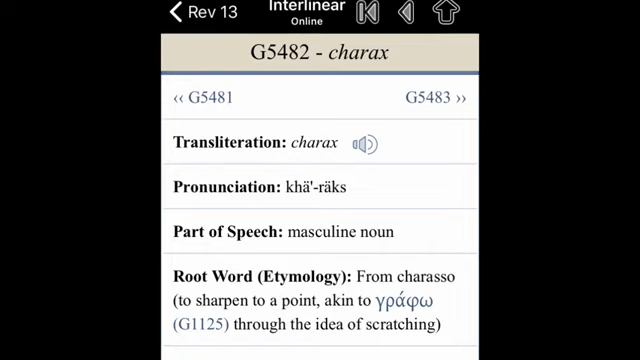 Rev 13
Interlinear
Online
G5482 - charax
‹‹ G5481
G5483 ››
Transliteration: charax
Pronunciation: khä'-räks
Part of Speech: masculine noun
Root Word (Etymology): From charasso
(to sharpen to a point, akin to γράφω
(G1125) through the idea of scratching)